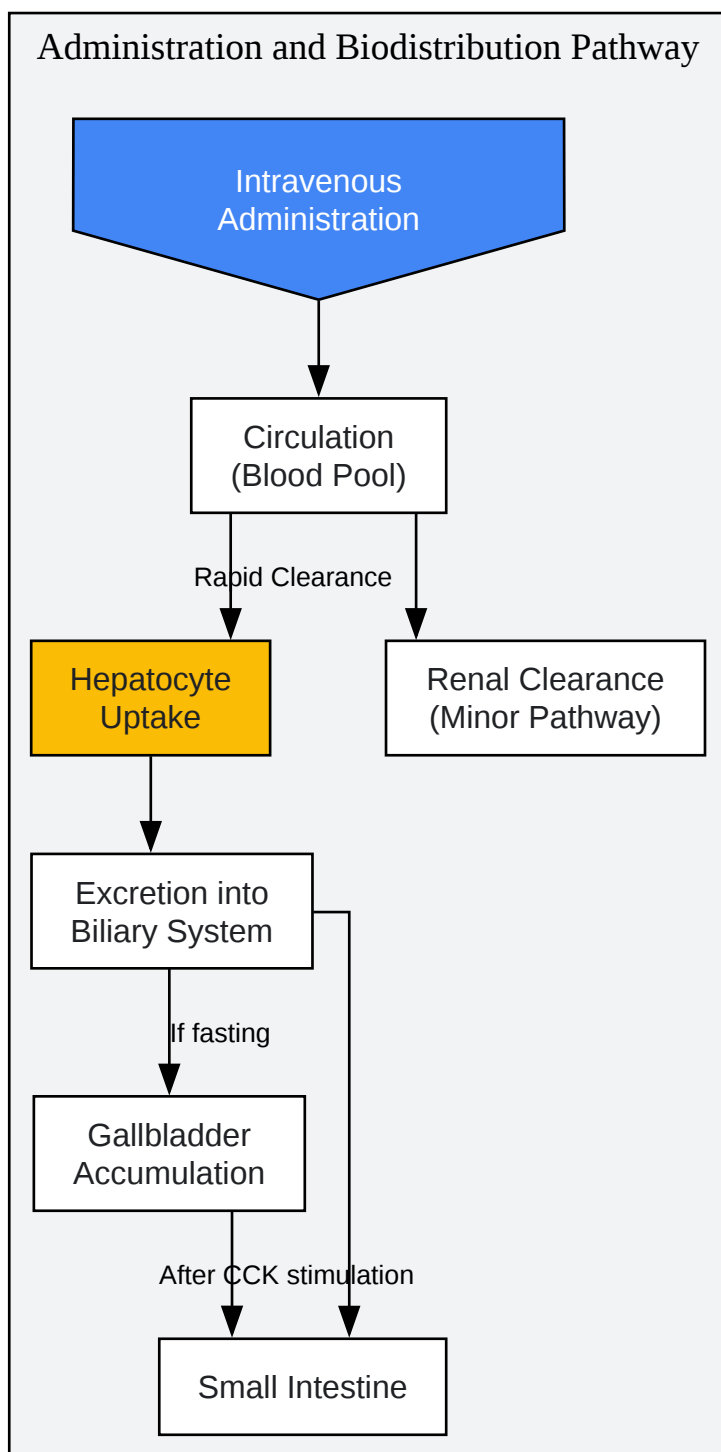 Administration and Biodistribution Pathway
Intravenous
Administration
Circulation
(Blood Pool)
Rapid Clearance
Hepatocyte
Uptake
Renal Clearance
(Minor Pathway)
Excretion into
Biliary System
If fasting
Gallbladder
Accumulation
After CCK stimulation
Small Intestine